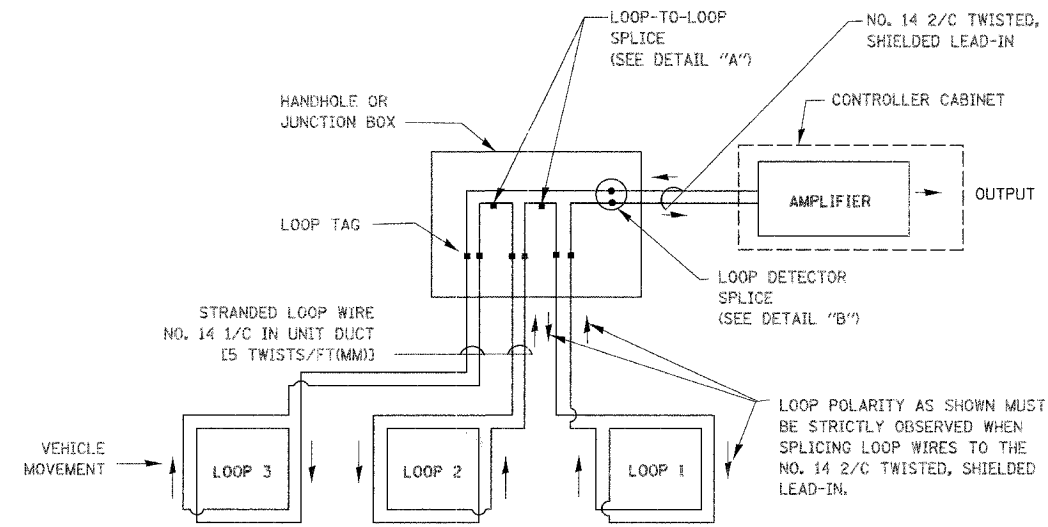 LOOP-TO-LOOP
SPLICE
(SEE DETAIL "A")
NO. 14 2/C TWISTED,
SHIELDED LEAD-IN
HANDHOLE OR
JUNCTION BOX
CONTROLLER CABINET
AMPLIFIER
OUTPUT
LOOP TAG
LOOP DETECTOR
SPLICE
(SEE DETAIL "B")
STRANDED LOOP WIRE
NO. 14 1/C IN UNIT DUCT
[5 TWISTS/FT(MM)]
LOOP POLARITY AS SHOWN MUST
BE STRICTLY OBSERVED WHEN
SPLICING LOOP WIRES TO THE
NO. 14 2/C TWISTED, SHIELDED
LEAD-IN.
VEHICLE
MOVEMENT
LOOP 3
LOOP 2
LOOP 1